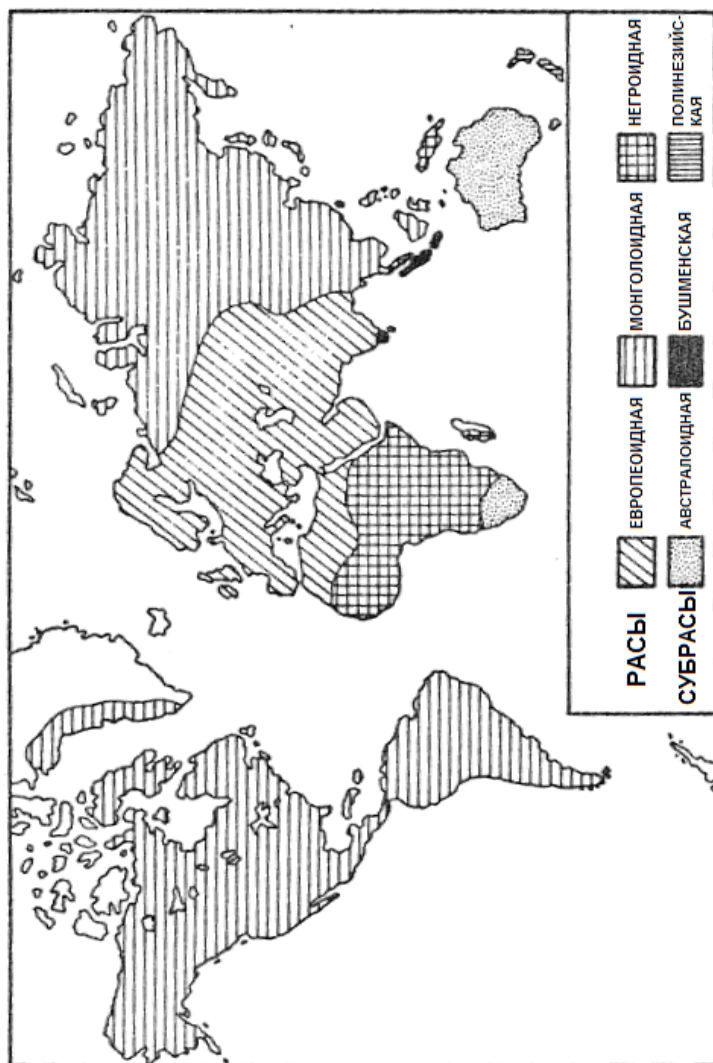 РАСЫ
ЕВРОПЕОИДНАЯ
МОНГОЛОИДНАЯ
НЕГРОИДНАЯ
СУБРАСЫ
АВСТРАЛОИДНАЯ
БУШМЕНСКАЯ
ПОЛИНЕЗИЙС-
КАЯ